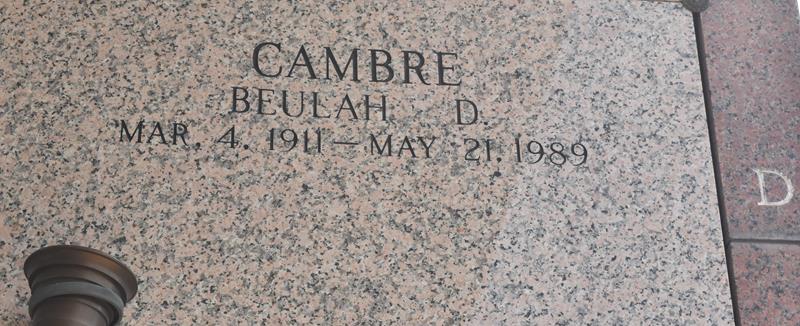 CAMBRE
BEULAH D.
MAR. 4. 1911 — MAY 21. 1989
D